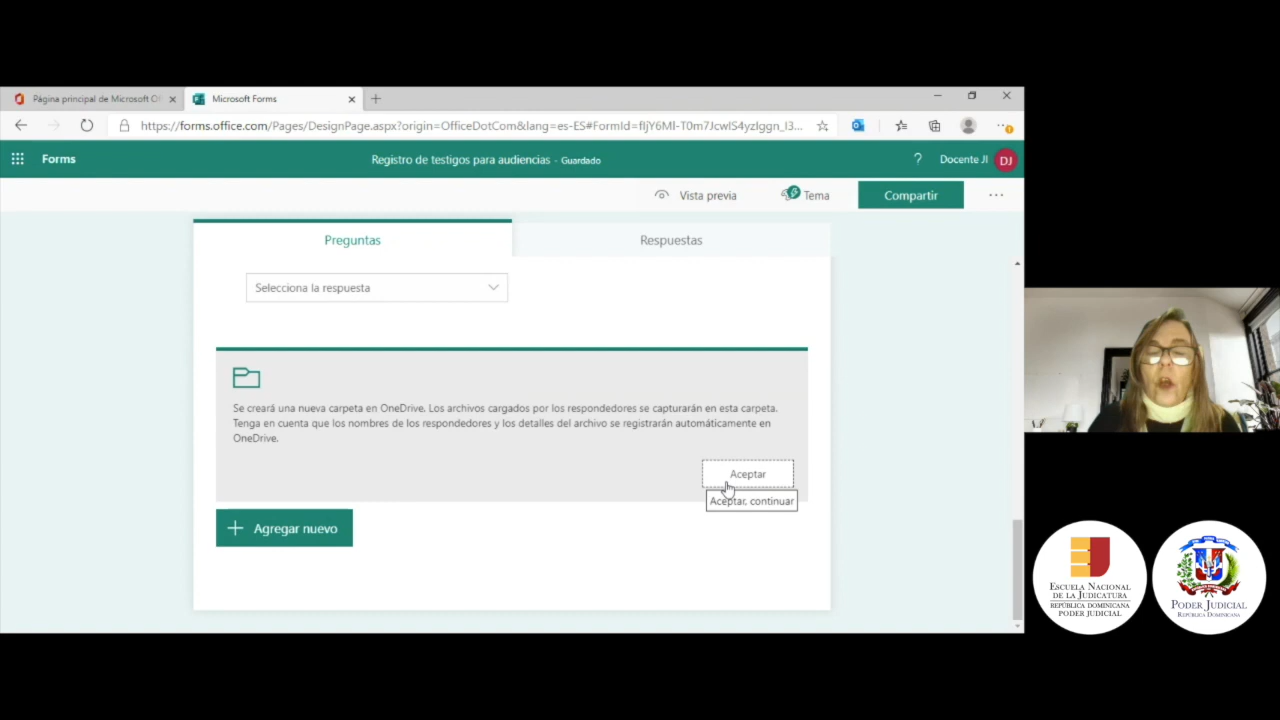 Página principal de Microsoft Of
Microsoft Forms
https://forms.office.com/Pages/DesignPage.aspx?origin=OfficeDotCom&lang=es-ES#FormId=
Forms
Registro de testigos para audiencias - Guardado
?
Docente JI
DJ
Vista previa
Tema
Compartir
Preguntas
Respuestas
Selecciona la respuesta
Se creará una nueva carpeta en OneDrive. Los archivos cargados por los respondedores se capturarán en esta carpeta.
Tenga en cuenta que los nombres de los respondedores y los detalles del archivo se registrarán automáticamente en
OneDrive.
Aceptar
Aceptar, continuar
+ Agregar nuevo
ESCUELA NACIONAL
DE LA JUDICATURA
REPÚBLICA DOMINICANA
PODER JUDICIAL
PODER JUDICIAL
REPÚBLICA DOMINICANA